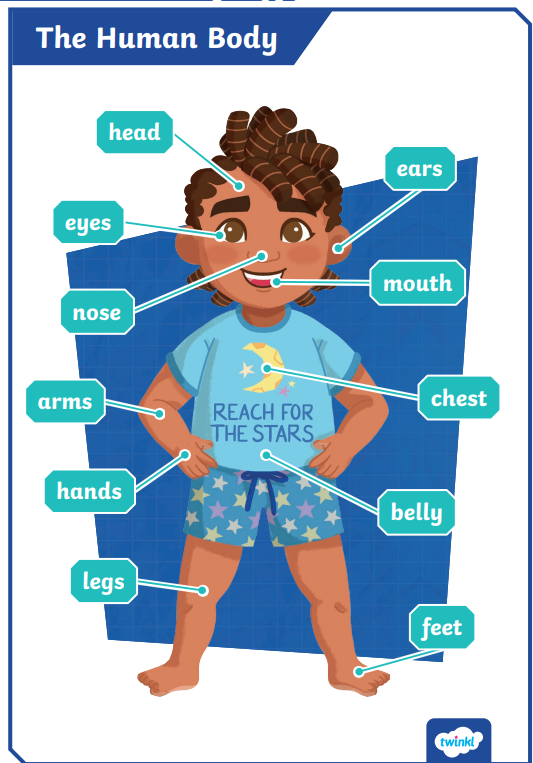 The Human Body
head
ears
eyes
mouth
nose
chest
arms
REACH FOR
THE STARS
hands
belly
legs
feet
twinkl